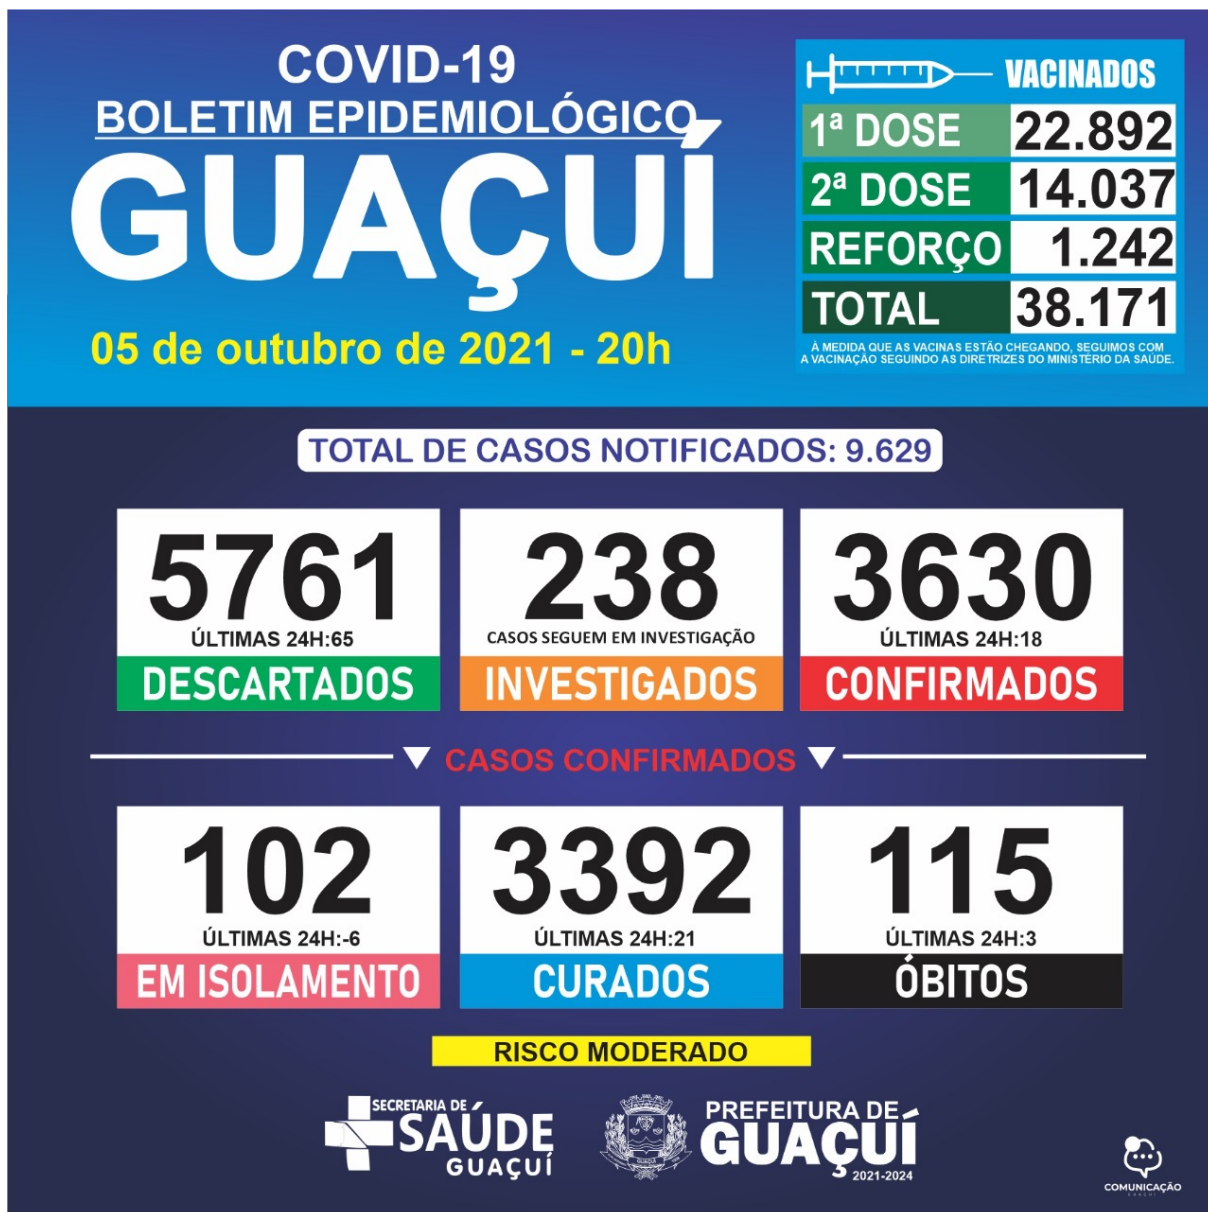 COVID-19
BOLETIM EPIDEMIOLÓGICO
GUAÇUÍ
05 de outubro de 2021 - 20h
VACINADOS
1ª DOSE 22.892
2ª DOSE 14.037
REFORÇO 1.242
TOTAL 38.171
À MEDIDA QUE AS VACINAS ESTÃO CHEGANDO, SEGUIMOS COM
A VACINAÇÃO SEGUINDO AS DIRETRIZES DO MINISTÉRIO DA SAÚDE.
TOTAL DE CASOS NOTIFICADOS: 9.629
5761
ÚLTIMAS 24H:65
DESCARTADOS
238
CASOS SEGUEM EM INVESTIGAÇÃO
INVESTIGADOS
3630
ÚLTIMAS 24H:18
CONFIRMADOS
CASOS CONFIRMADOS
102
ÚLTIMAS 24H:-6
EM ISOLAMENTO
3392
ÚLTIMAS 24H:21
CURADOS
115
ÚLTIMAS 24H:3
ÓBITOS
RISCO MODERADO
SECRETARIA DE
SAÚDE
GUAÇUÍ
PREFEITURA DE
GUAÇUÍ
2021-2024
COMUNICAÇÃO